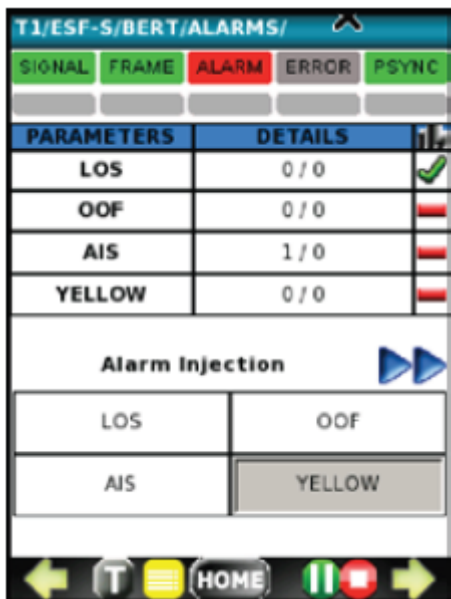 T1/ESF-S/BERT/ALARMS/
SIGNAL FRAME ALARM ERROR PSYNC
PARAMETERS DETAILS
LOS 0 / 0
OOF 0 / 0
AIS 1 / 0
YELLOW 0 / 0
Alarm Injection
LOS OOF
AIS YELLOW
T HOME